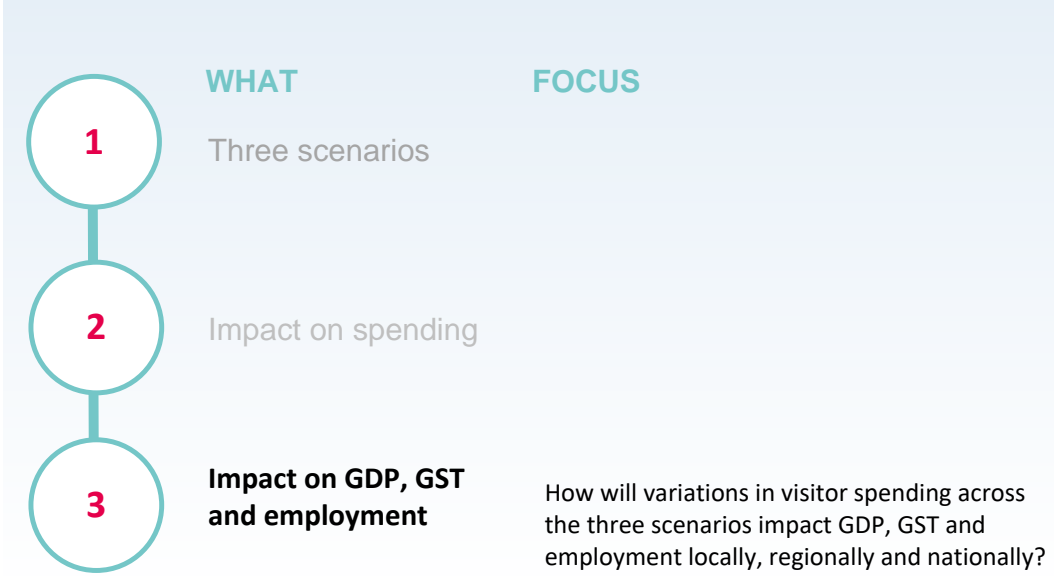 WHAT
FOCUS
1
Three scenarios
2
Impact on spending
3
Impact on GDP, GST
and employment
How will variations in visitor spending across
the three scenarios impact GDP, GST and
employment locally, regionally and nationally?